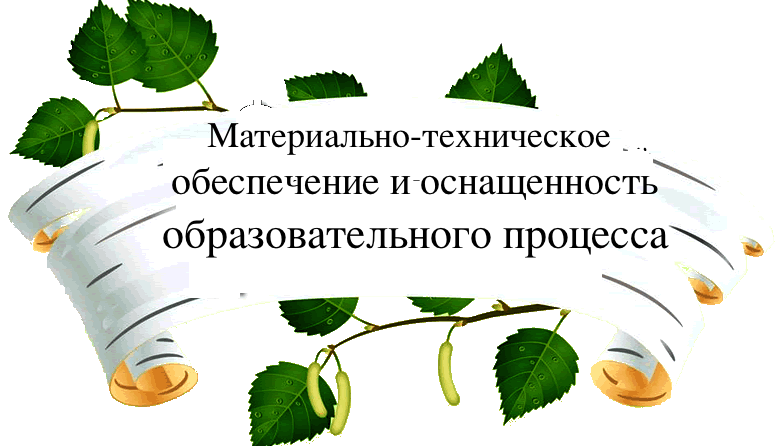 Материально-техническое
обеспечение и оснащенность
образовательного процесса